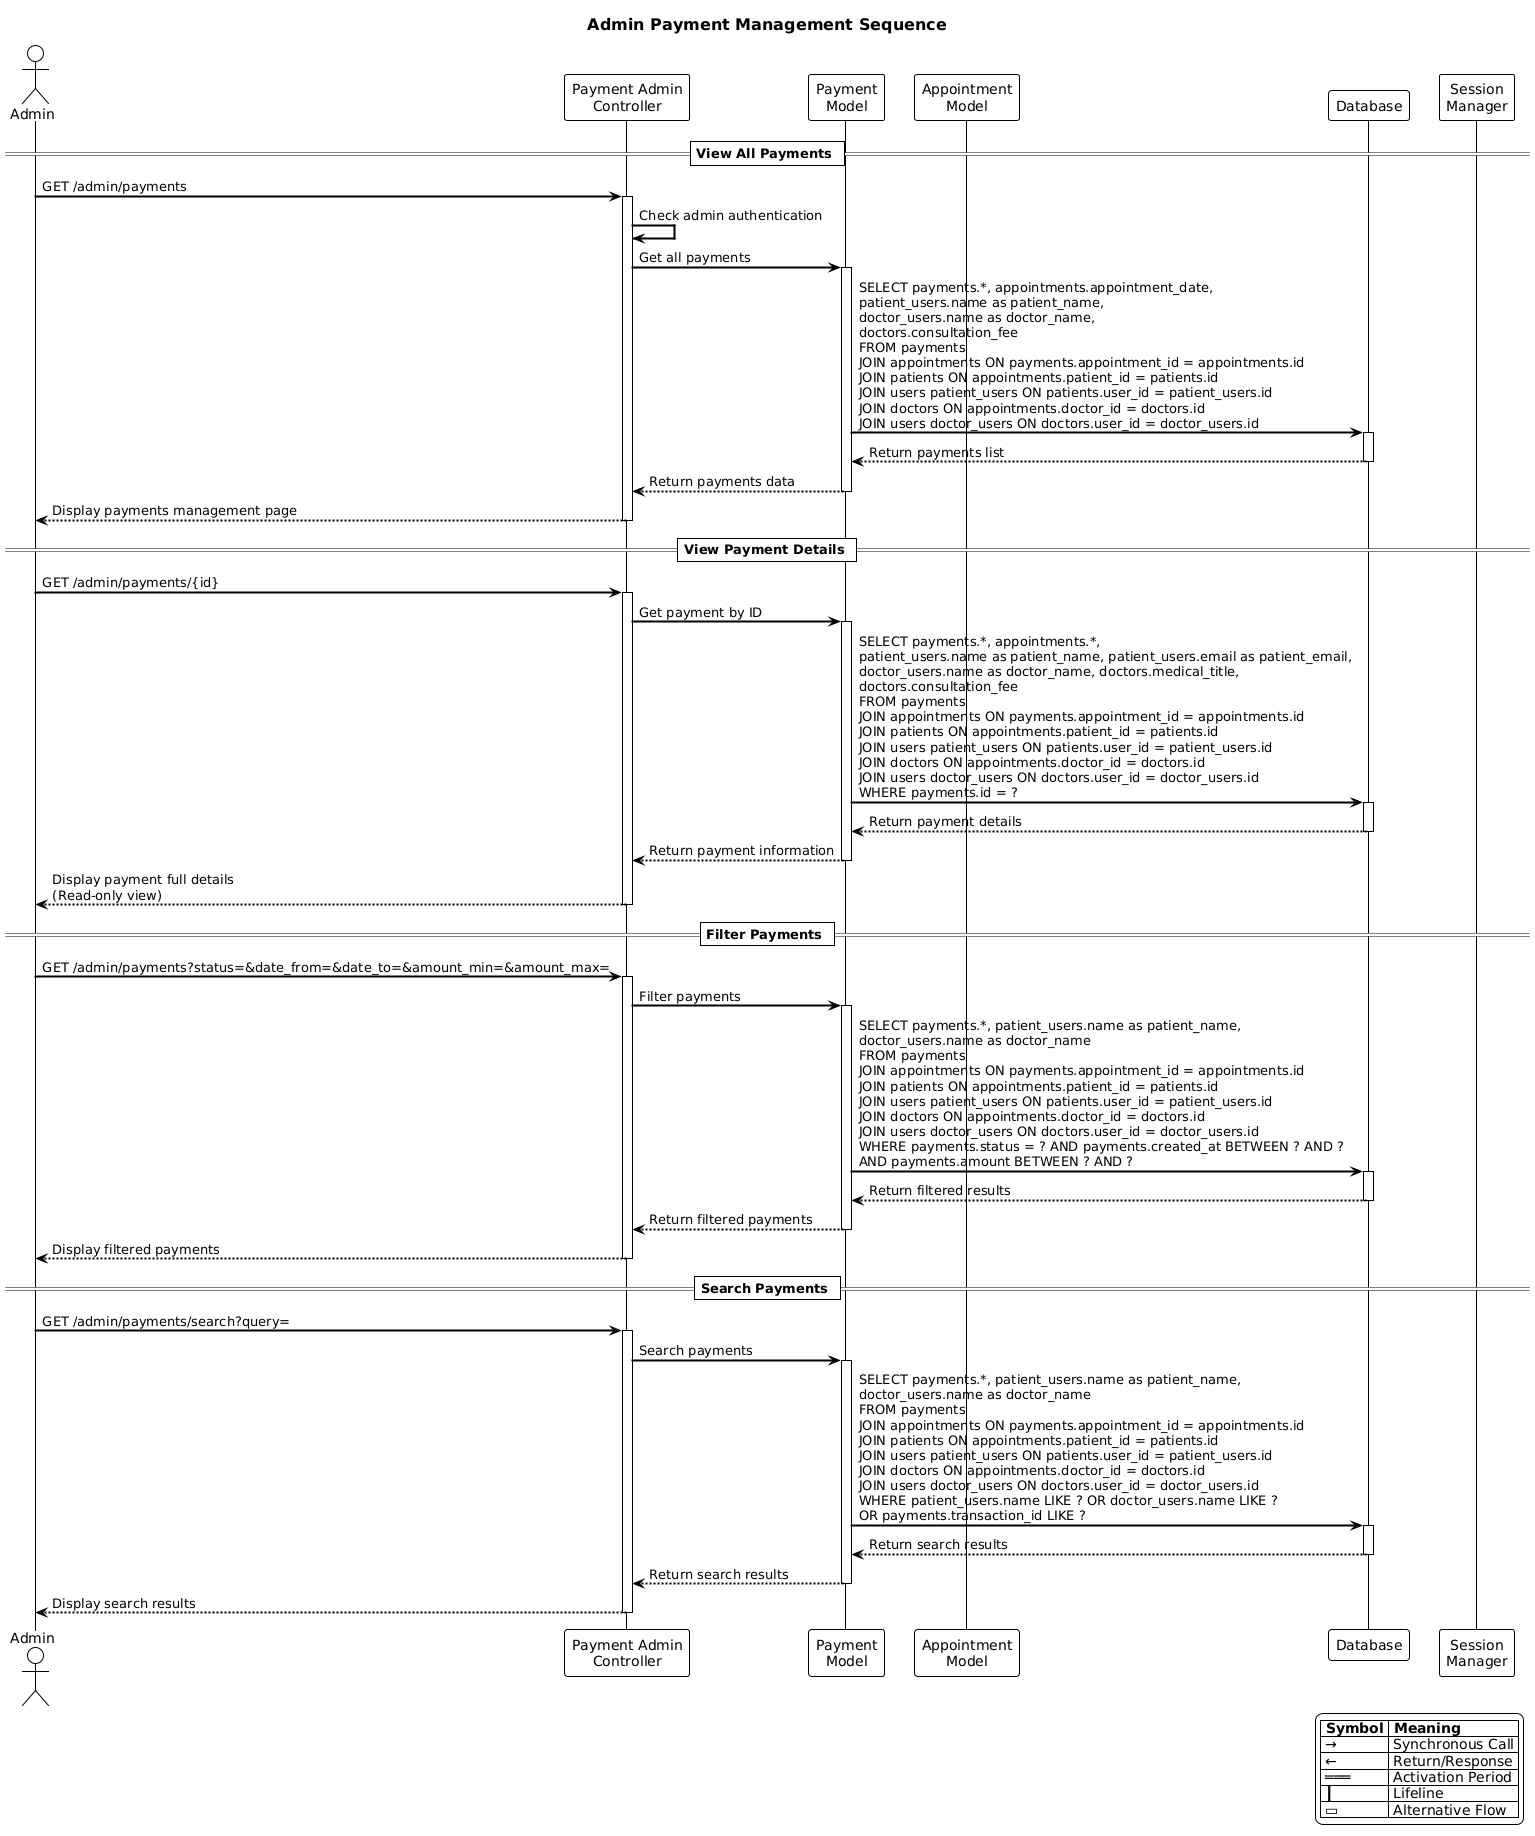 Admin Payment Management Sequence
Admin
Payment Admin
Controller
Payment
Model
Appointment
Model
Database
Session
Manager
View All Payments
GET /admin/payments
Check admin authentication
Get all payments
SELECT payments.*, appointments.appointment_date,
patient_users.name as patient_name,
doctor_users.name as doctor_name,
doctors.consultation_fee
FROM payments
JOIN appointments ON payments.appointment_id = appointments.id
JOIN patients ON appointments.patient_id = patients.id
JOIN users patient_users ON patients.user_id = patient_users.id
JOIN doctors ON appointments.doctor_id = doctors.id
JOIN users doctor_users ON doctors.user_id = doctor_users.id
Return payments list
Return payments data
Display payments management page
View Payment Details
GET /admin/payments/{id}
Get payment by ID
SELECT payments.*, appointments.*,
patient_users.name as patient_name, patient_users.email as patient_email,
doctor_users.name as doctor_name, doctors.medical_title,
doctors.consultation_fee
FROM payments
JOIN appointments ON payments.appointment_id = appointments.id
JOIN patients ON appointments.patient_id = patients.id
JOIN users patient_users ON patients.user_id = patient_users.id
JOIN doctors ON appointments.doctor_id = doctors.id
JOIN users doctor_users ON doctors.user_id = doctor_users.id
WHERE payments.id = ?
Return payment details
Return payment information
Display payment full details
(Read-only view)
Filter Payments
GET /admin/payments?status=&date_from=&date_to=&amount_min=&amount_max=
Filter payments
SELECT payments.*, patient_users.name as patient_name,
doctor_users.name as doctor_name
FROM payments
JOIN appointments ON payments.appointment_id = appointments.id
JOIN patients ON appointments.patient_id = patients.id
JOIN users patient_users ON patients.user_id = patient_users.id
JOIN doctors ON appointments.doctor_id = doctors.id
JOIN users doctor_users ON doctors.user_id = doctor_users.id
WHERE payments.status = ? AND payments.created_at BETWEEN ? AND ?
AND payments.amount BETWEEN ? AND ?
Return filtered results
Return filtered payments
Display filtered payments
Search Payments
GET /admin/payments/search?query=
Search payments
SELECT payments.*, patient_users.name as patient_name,
doctor_users.name as doctor_name
FROM payments
JOIN appointments ON payments.appointment_id = appointments.id
JOIN patients ON appointments.patient_id = patients.id
JOIN users patient_users ON patients.user_id = patient_users.id
JOIN doctors ON appointments.doctor_id = doctors.id
JOIN users doctor_users ON doctors.user_id = doctor_users.id
WHERE patient_users.name LIKE ? OR doctor_users.name LIKE ?
OR payments.transaction_id LIKE ?
Return search results
Return search results
Display search results
Admin
Payment Admin
Controller
Payment
Model
Appointment
Model
Database
Session
Manager
Symbol Meaning
→ Synchronous Call
← Return/Response
═══ Activation Period
┃ Lifeline
▭ Alternative Flow